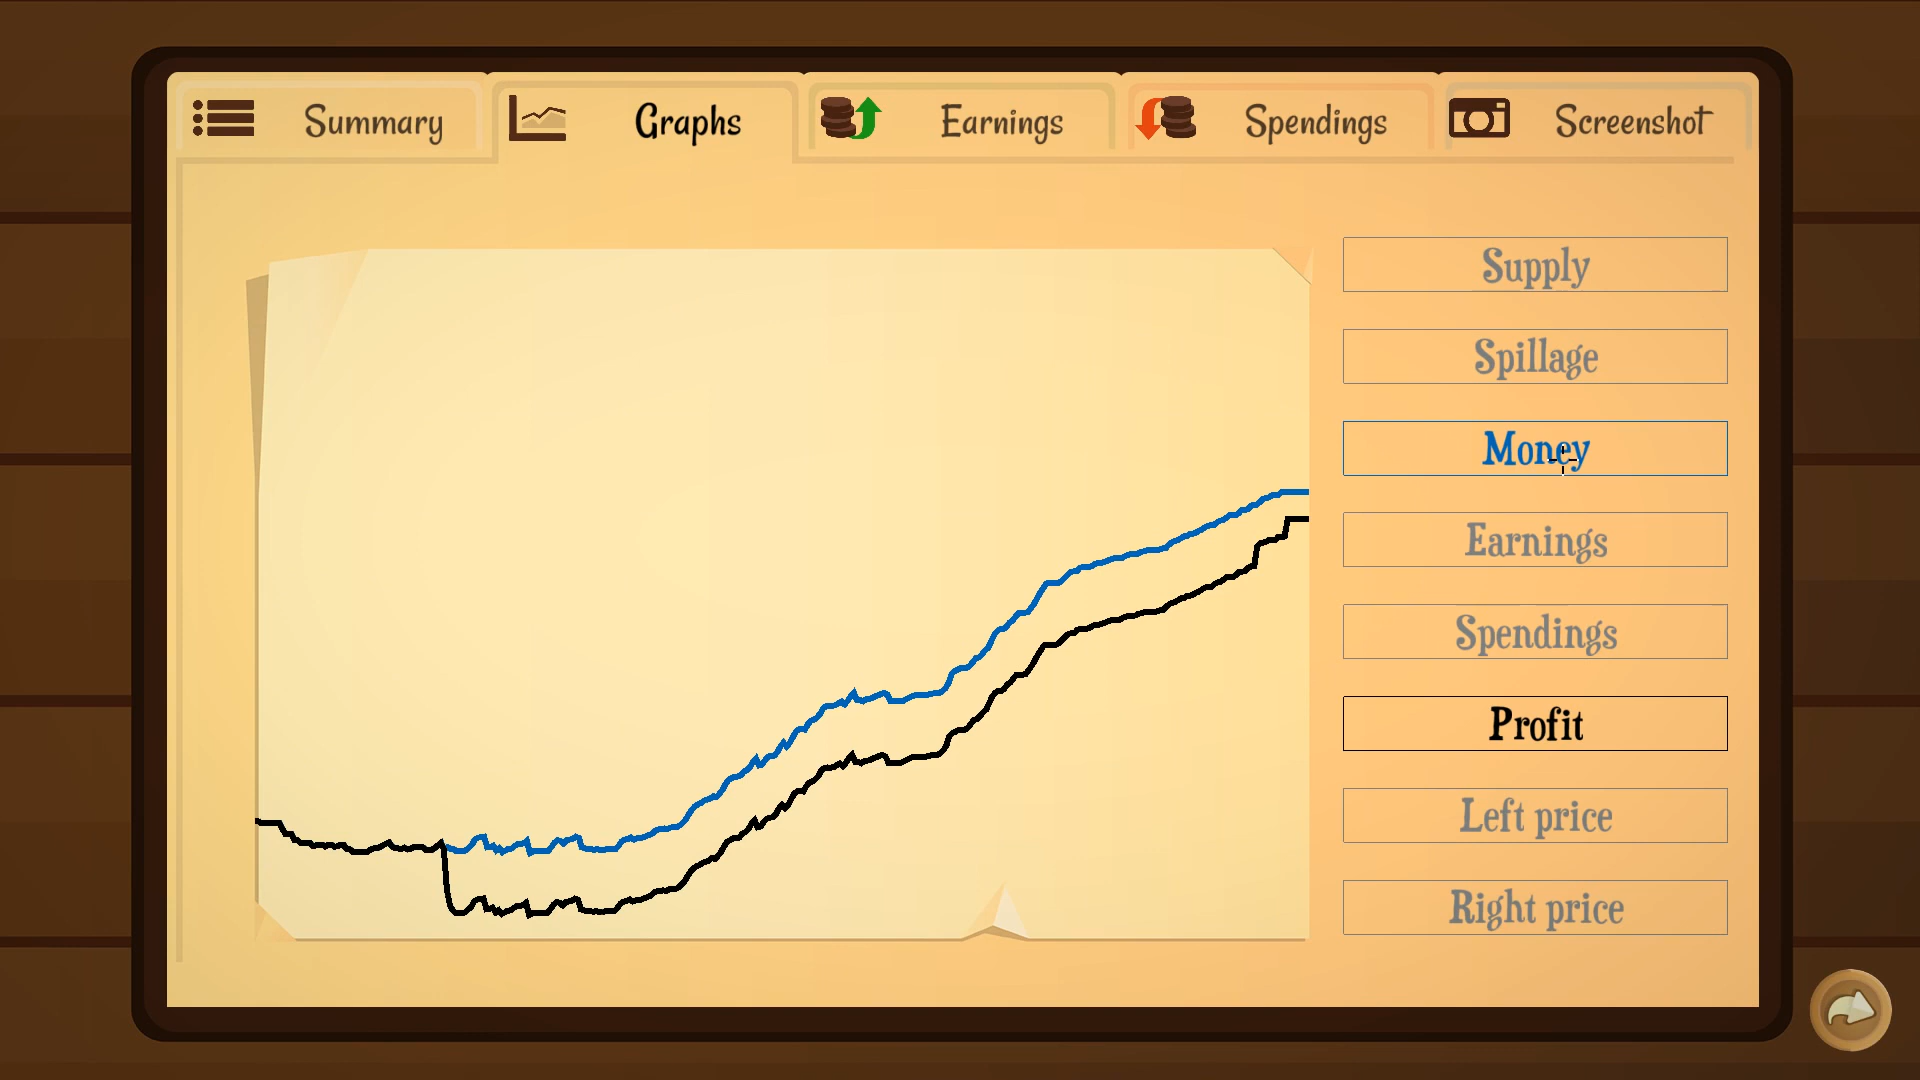 Summary
Graphs
Earnings
Spendings
Screenshot
Supply
Spillage
Money
Earnings
Spendings
Profit
Left price
Right price